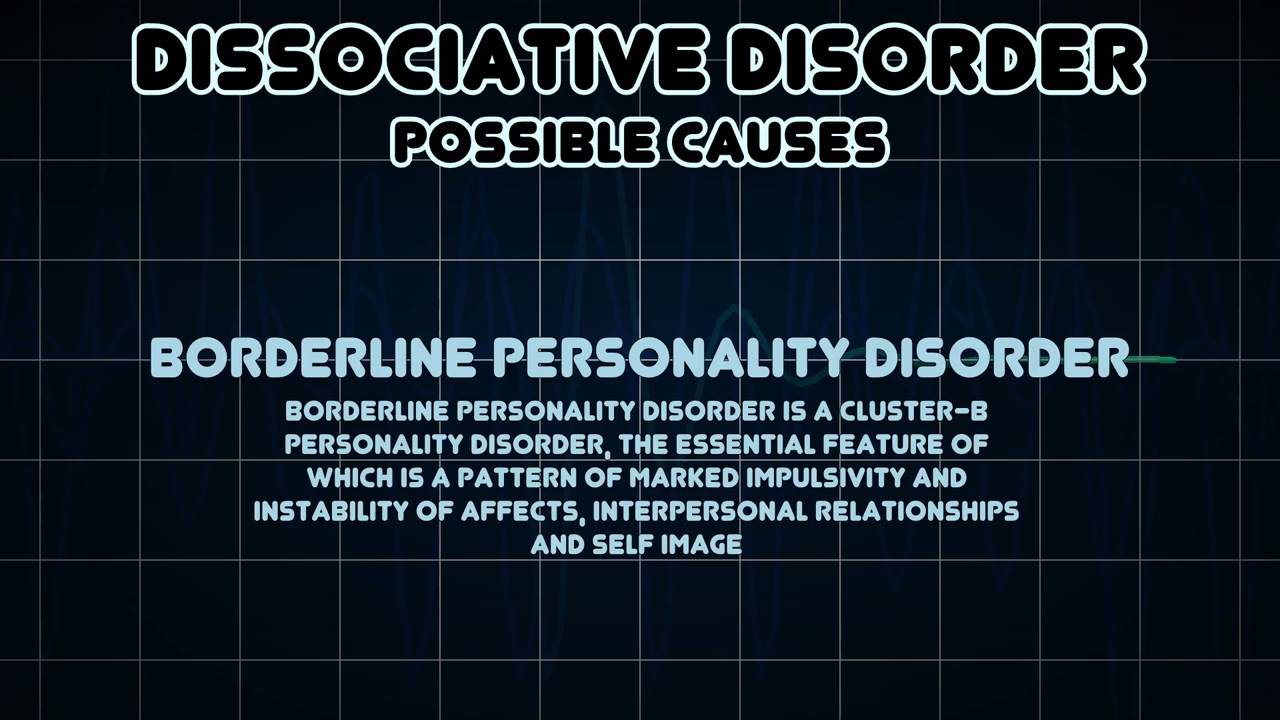 DISSOCIATIVE DISORDER
POSSIBLE CAUSES
BORDERLINE PERSONALITY DISORDER
BORDERLINE PERSONALITY DISORDER IS A CLUSTER-B
PERSONALITY DISORDER, THE ESSENTIAL FEATURE OF
WHICH IS A PATTERN OF MARKED IMPULSIVITY AND
INSTABILITY OF AFFECTS, INTERPERSONAL RELATIONSHIPS
AND SELF IMAGE